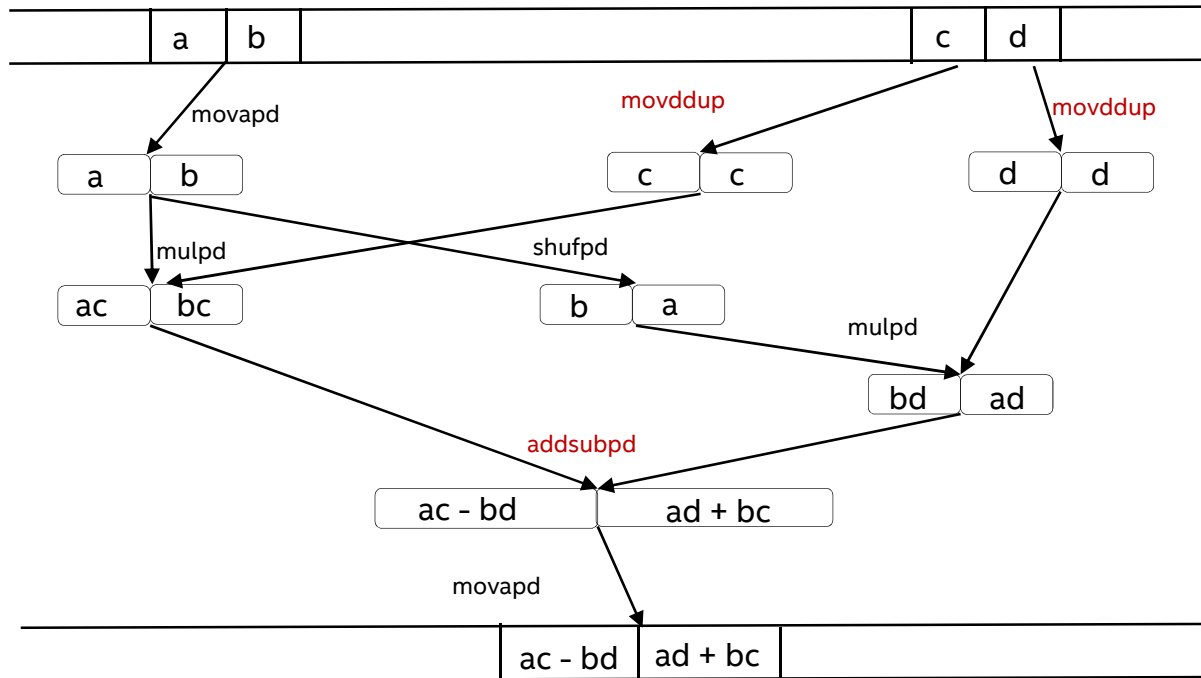 a b c d
movddup
movapd movddup
a b c c d d
mulpd shufpd
ac bc b a
mulpd
bd ad
addsubpd
ac - bd ad + bc
movapd
ac - bd ad + bc